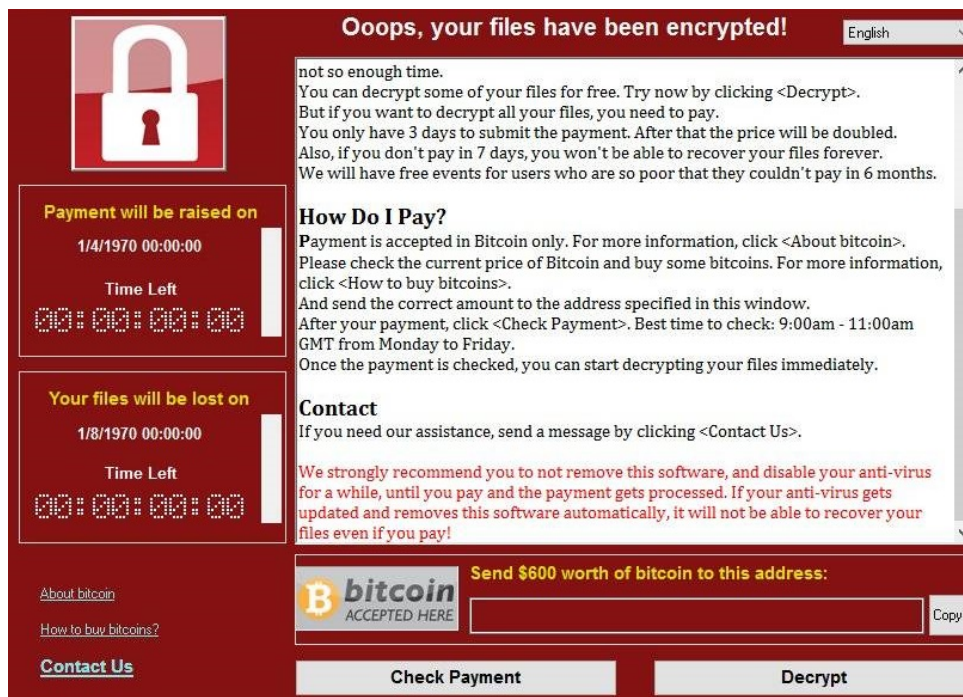 Ooops, your files have been encrypted!
English
not so enough time.
You can decrypt some of your files for free. Try now by clicking <Decrypt>.
But if you want to decrypt all your files, you need to pay.
You only have 3 days to submit the payment. After that the price will be doubled.
Also, if you don't pay in 7 days, you won't be able to recover your files forever.
We will have free events for users who are so poor that they couldn't pay in 6 months.
How Do I Pay?
Payment is accepted in Bitcoin only. For more information, click <About bitcoin>.
Please check the current price of Bitcoin and buy some bitcoins. For more information,
click <How to buy bitcoins>.
And send the correct amount to the address specified in this window.
After your payment, click <Check Payment>. Best time to check: 9:00am - 11:00am
GMT from Monday to Friday.
Once the payment is checked, you can start decrypting your files immediately.
Contact
If you need our assistance, send a message by clicking <Contact Us>.
We strongly recommend you to not remove this software, and disable your anti-virus
for a while, until you pay and the payment gets processed. If your anti-virus gets
updated and removes this software automatically, it will not be able to recover your
files even if you pay!
Payment will be raised on
1/4/1970 00:00:00
Time Left
00:00:00:00
Your files will be lost on
1/8/1970 00:00:00
Time Left
00:00:00:00
About bitcoin
How to buy bitcoins?
Contact Us
bitcoin
ACCEPTED HERE
Send $600 worth of bitcoin to this address:
Copy
Check Payment
Decrypt